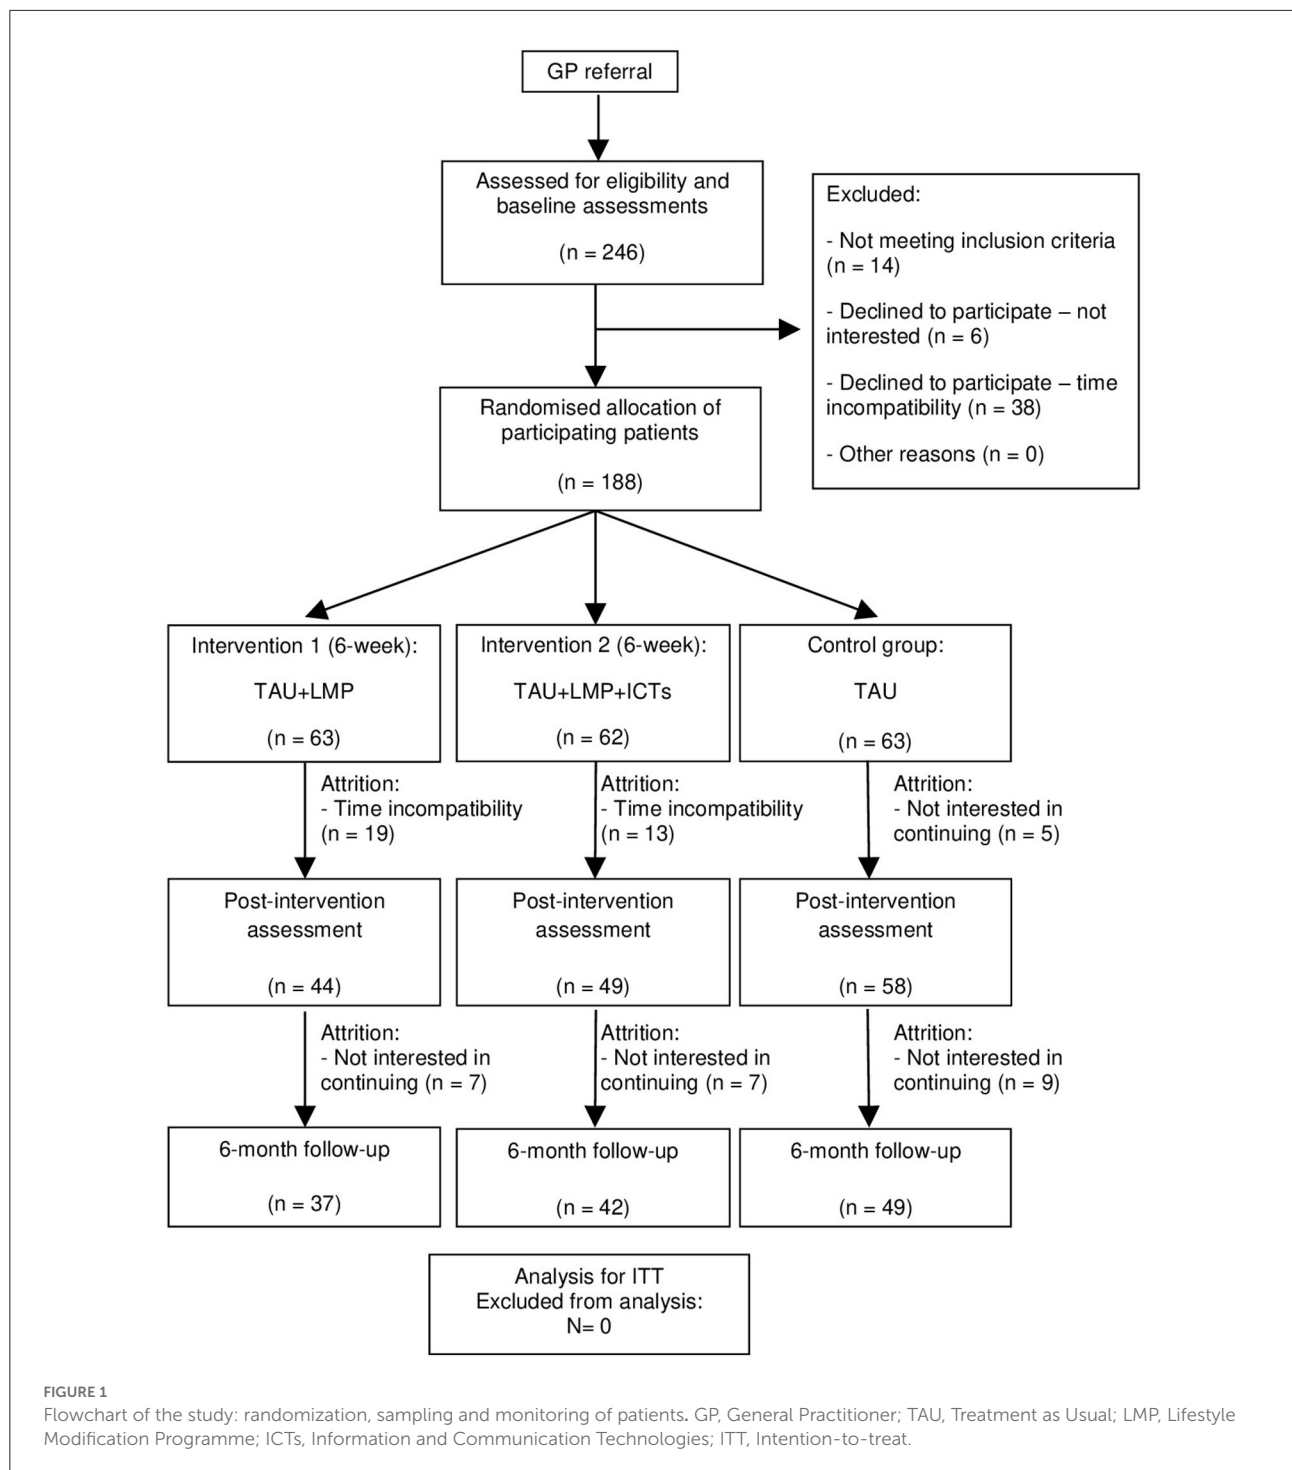 GP referral
Assessed for eligibility and
baseline assessments
(n = 246)
Excluded:
- Not meeting inclusion criteria
(n = 14)
- Declined to participate – not
interested (n = 6)
- Declined to participate – time
incompatibility (n = 38)
- Other reasons (n = 0)
Randomised allocation of
participating patients
(n = 188)
Intervention 1 (6-week):
TAU+LMP
(n = 63)
Intervention 2 (6-week):
TAU+LMP+ICTs
(n = 62)
Control group:
TAU
(n = 63)
Attrition:
- Time incompatibility
(n = 19)
Attrition:
- Time incompatibility
(n = 13)
Attrition:
- Not interested in
continuing (n = 5)
Post-intervention
assessment
(n = 44)
Post-intervention
assessment
(n = 49)
Post-intervention
assessment
(n = 58)
Attrition:
- Not interested in
continuing (n = 7)
Attrition:
- Not interested in
continuing (n = 7)
Attrition:
- Not interested in
continuing (n = 9)
6-month follow-up
(n = 37)
6-month follow-up
(n = 42)
6-month follow-up
(n = 49)
Analysis for ITT
Excluded from analysis:
N= 0
FIGURE 1
Flowchart of the study: randomization, sampling and monitoring of patients. GP, General Practitioner; TAU, Treatment as Usual; LMP, Lifestyle
Modification Programme; ICTs, Information and Communication Technologies; ITT, Intention-to-treat.